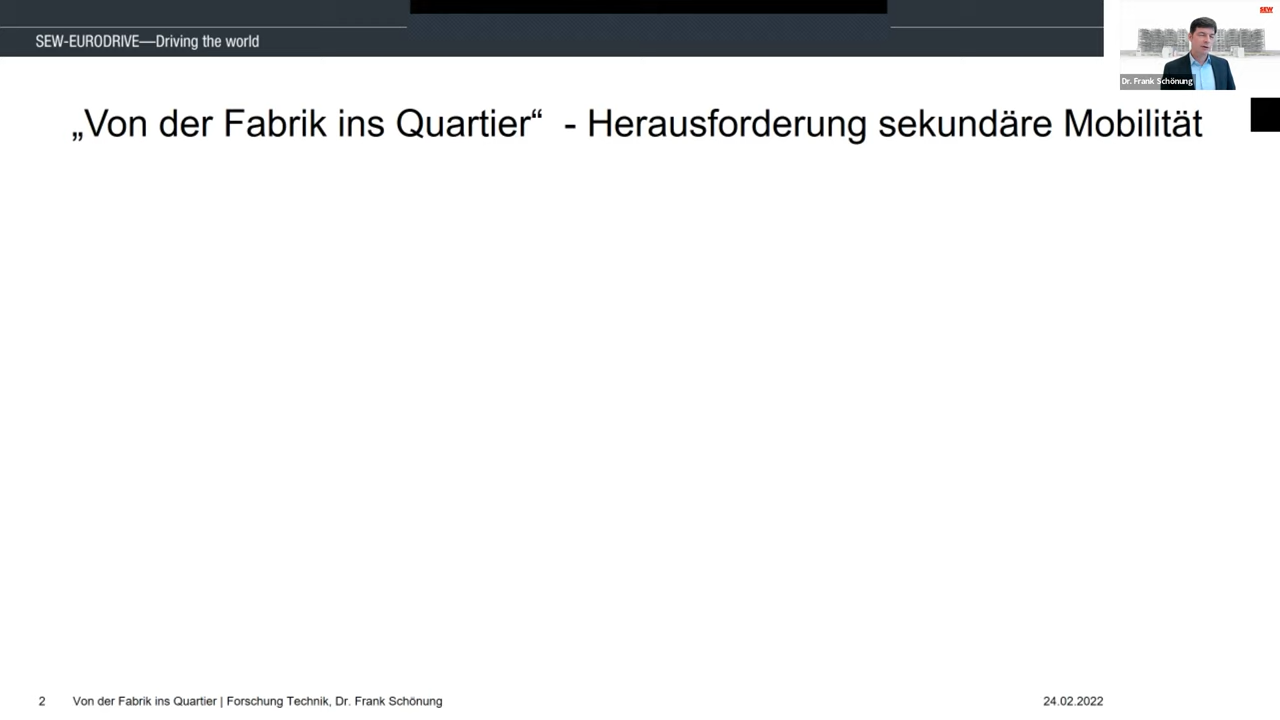 SEW-EURODRIVE—Driving the world
SEW
Dr. Frank Schönung
„Von der Fabrik ins Quartier“ - Herausforderung sekundäre Mobilität
2 Von der Fabrik ins Quartier | Forschung Technik, Dr. Frank Schönung 24.02.2022